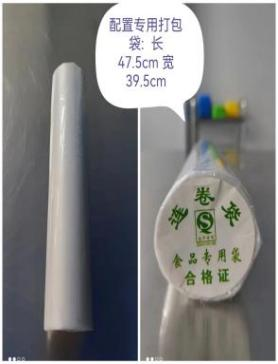 配置专用打包
袋: 长
47.5cm 宽
39.5cm
连卷袋
QS
食品专用袋
合格证